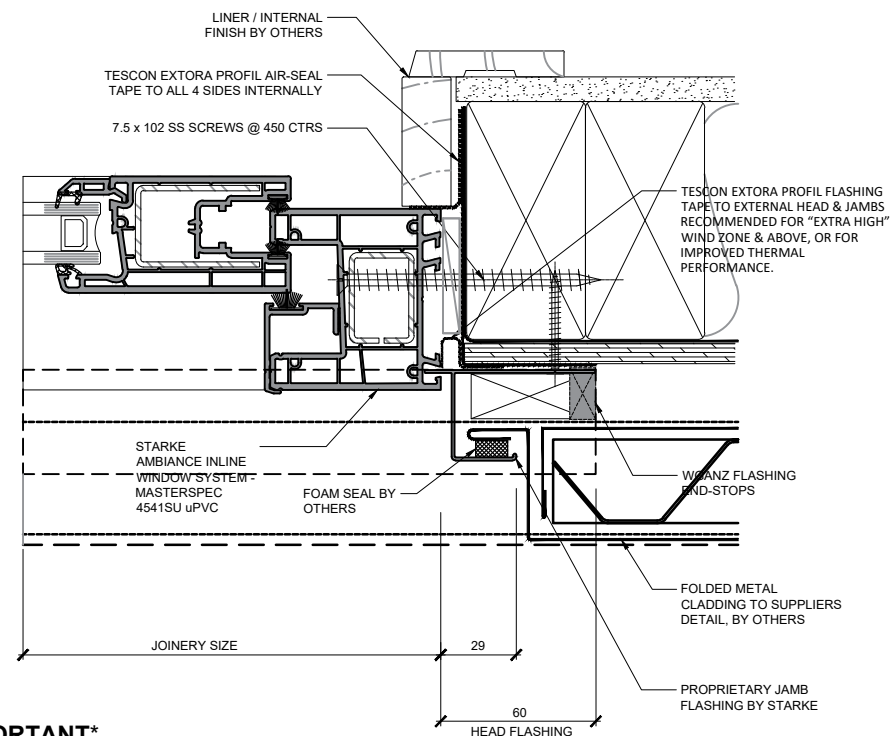 LINER / INTERNAL
FINISH BY OTHERS
TESCON EXTORA PROFIL AIR-SEAL
TAPE TO ALL 4 SIDES INTERNALLY
7.5 x 102 SS SCREWS @ 450 CTRS
TESCON EXTORA PROFIL FLASHING
TAPE TO EXTERNAL HEAD & JAMBS
RECOMMENDED FOR “EXTRA HIGH”
WIND ZONE & ABOVE, OR FOR
IMPROVED THERMAL
PERFORMANCE.
STARKE
AMBIANCE INLINE
WINDOW SYSTEM -
MASTERSPEC
4541SU uPVC
FOAM SEAL BY
OTHERS
WGANZ FLASHING
END-STOPS
FOLDED METAL
CLADDING TO SUPPLIERS
DETAIL, BY OTHERS
JOINERY SIZE
29
PROPRIETARY JAMB
FLASHING BY STARKE
60
HEAD FLASHING
ORTANT*